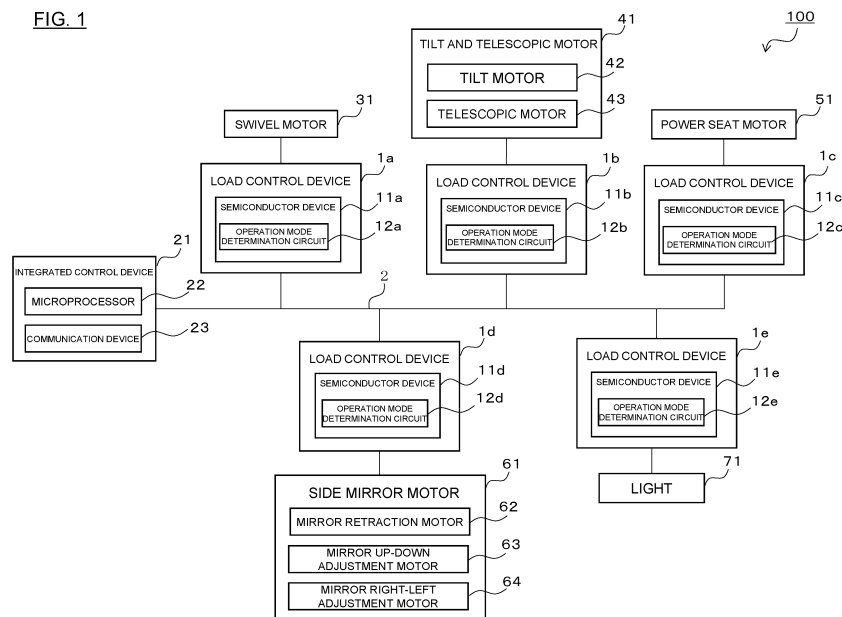 FIG. 1
100
41
TILT AND TELESCOPIC MOTOR
42
TILT MOTOR
43
TELESCOPIC MOTOR
31
SWIVEL MOTOR
51
POWER SEAT MOTOR
1a
LOAD CONTROL DEVICE
11a
SEMICONDUCTOR DEVICE
12a
OPERATION MODE
DETERMINATION CIRCUIT
1b
LOAD CONTROL DEVICE
11b
SEMICONDUCTOR DEVICE
12b
OPERATION MODE
DETERMINATION CIRCUIT
1c
LOAD CONTROL DEVICE
11c
SEMICONDUCTOR DEVICE
12c
OPERATION MODE
DETERMINATION CIRCUIT
21
INTEGRATED CONTROL DEVICE
22
MICROPROCESSOR
23
COMMUNICATION DEVICE
2
1d
LOAD CONTROL DEVICE
11d
SEMICONDUCTOR DEVICE
12d
OPERATION MODE
DETERMINATION CIRCUIT
1e
LOAD CONTROL DEVICE
11e
SEMICONDUCTOR DEVICE
12e
OPERATION MODE
DETERMINATION CIRCUIT
61
SIDE MIRROR MOTOR
62
MIRROR RETRACTION MOTOR
63
MIRROR UP-DOWN
ADJUSTMENT MOTOR
64
MIRROR RIGHT-LEFT
ADJUSTMENT MOTOR
71
LIGHT